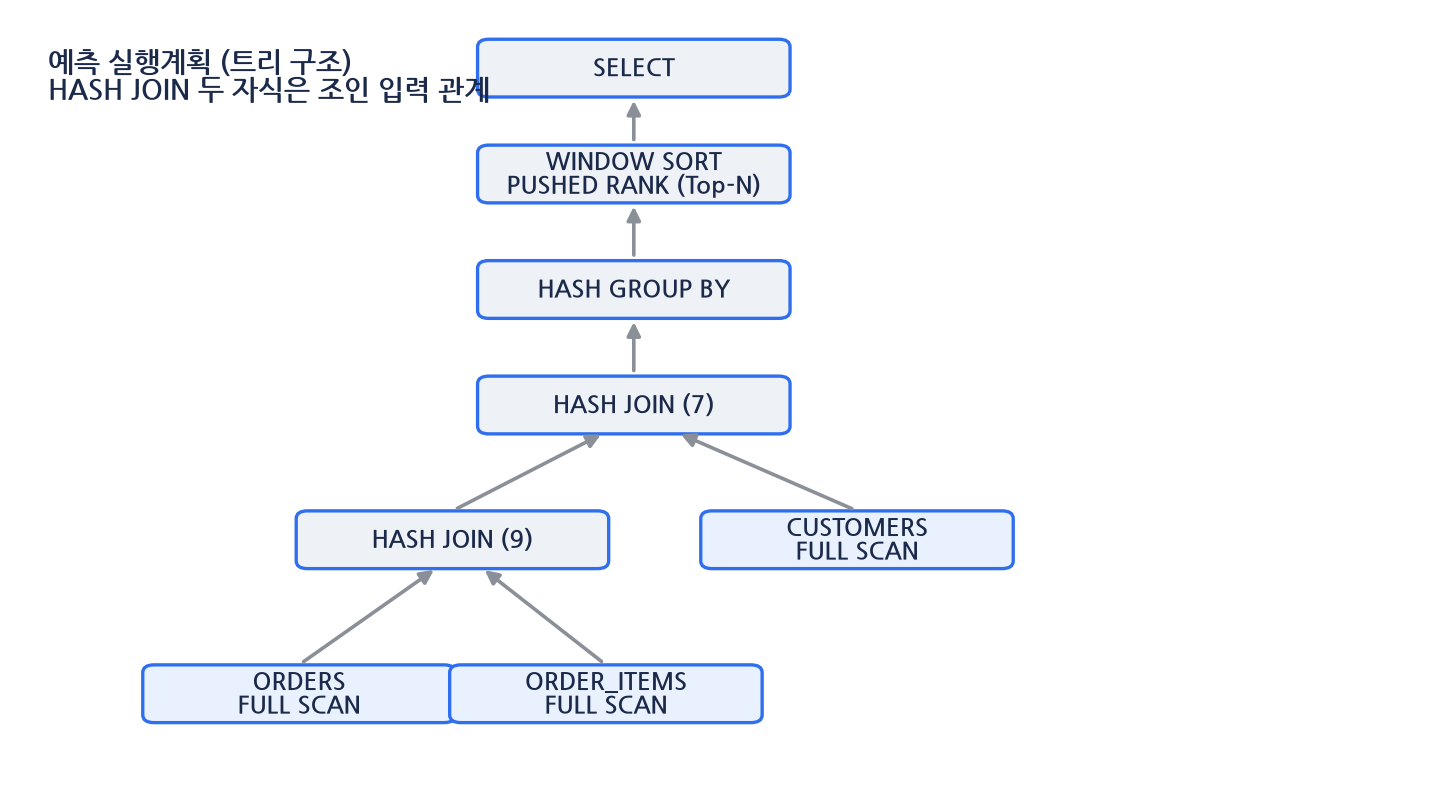 예측 실행계획 (트리 구조)
HASH JOIN 두 자식은 조인 입력 관계
SELECT
WINDOW SORT
PUSHED RANK (Top-N)
HASH GROUP BY
HASH JOIN (7)
HASH JOIN (9)
CUSTOMERS
FULL SCAN
ORDERS
FULL SCAN
ORDER_ITEMS
FULL SCAN